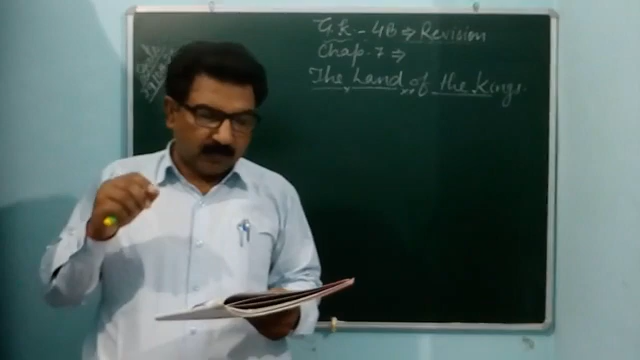 G.K. - 4B ⇒ Revision
Chap. 7 ⇒
The Land of the Kings.